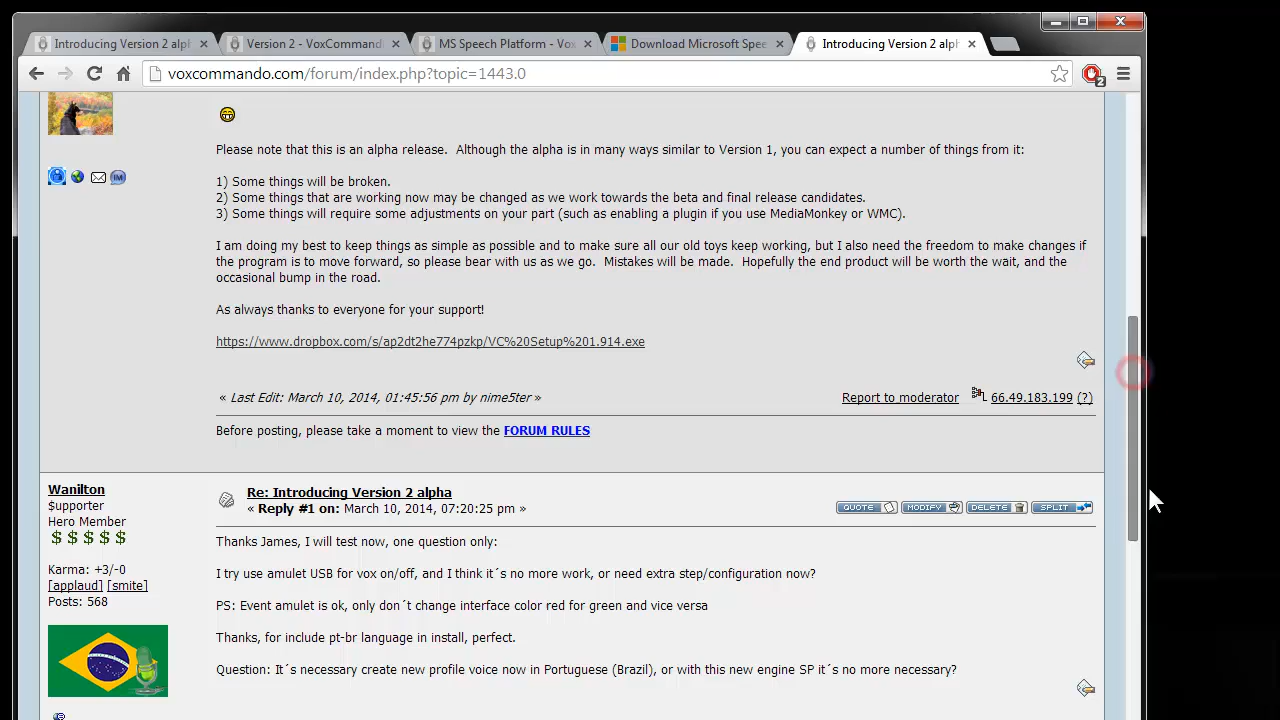 Introducing Version 2 alph
Version 2 - VoxCommand
MS Speech Platform - Vox
Download Microsoft Spee
Introducing Version 2 alp
voxcommando.com/forum/index.php?topic=1443.0
2
Please note that this is an alpha release. Although the alpha is in many ways similar to Version 1, you can expect a number of things from it:
1) Some things will be broken.
2) Some things that are working now may be changed as we work towards the beta and final release candidates.
3) Some things will require some adjustments on your part (such as enabling a plugin if you use MediaMonkey or WMC).
I am doing my best to keep things as simple as possible and to make sure all our old toys keep working, but I also need the freedom to make changes if
the program is to move forward, so please bear with us as we go. Mistakes will be made. Hopefully the end product will be worth the wait, and the
occasional bump in the road.
As always thanks to everyone for your support!
https://www.dropbox.com/s/ap2dt2he774pzkp/VC%20Setup%201.914.exe
« Last Edit: March 10, 2014, 01:45:56 pm by nime5ter »
Report to moderator 66.49.183.199 (?)
Before posting, please take a moment to view the FORUM RULES
Wanilton
$upporter
Hero Member
$ $ $ $ $
Karma: +3/-0
[applaud] [smite]
Posts: 568
Re: Introducing Version 2 alpha
« Reply #1 on: March 10, 2014, 07:20:25 pm »
QUOTE MODIFY DELETE SPLIT
Thanks James, I will test now, one question only:
I try use amulet USB for vox on/off, and I think it´s no more work, or need extra step/configuration now?
PS: Event amulet is ok, only don´t change interface color red for green and vice versa
Thanks, for include pt-br language in install, perfect.
Question: It´s necessary create new profile voice now in Portuguese (Brazil), or with this new engine SP it´s no more necessary?